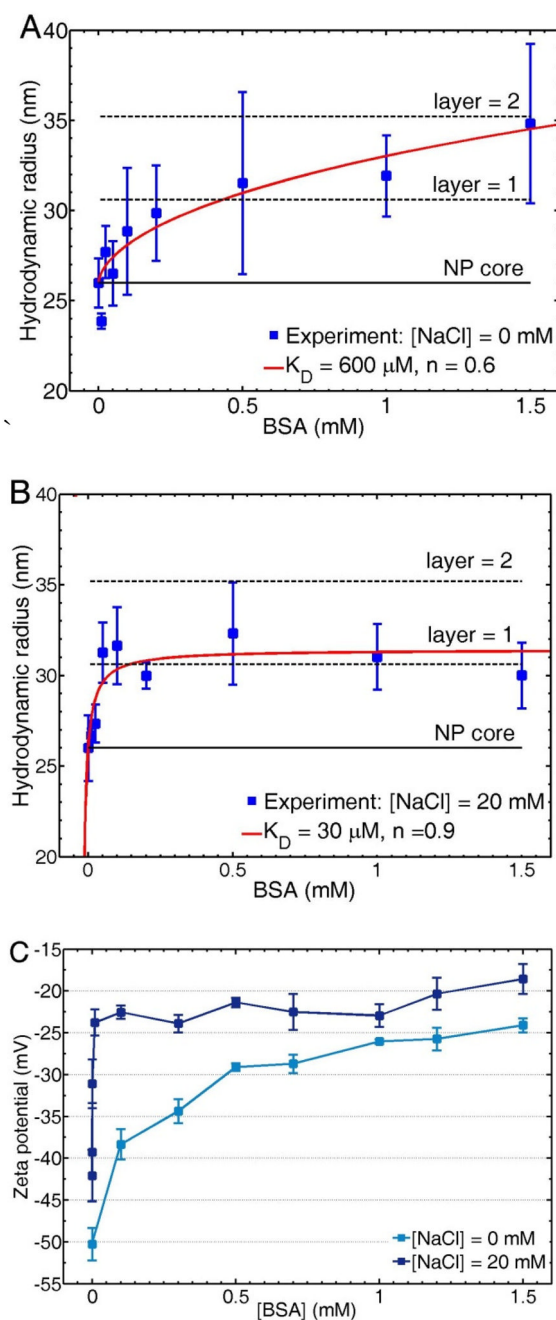 A
Hydrodynamic radius (nm)
40
35
30
25
20
layer = 2
layer = 1
NP core
Experiment: [NaCl] = 0 mM
K_D = 600 μM, n = 0.6
0
0.5
1
1.5
BSA (mM)
`
B
Hydrodynamic radius (nm)
40
35
30
25
20
layer = 2
layer = 1
NP core
Experiment: [NaCl] = 20 mM
K_D = 30 μM, n =0.9
0
0.5
1.0
1.5
BSA (mM)
C
Zeta potential (mV)
-15
-20
-25
-30
-35
-40
-45
-50
-55
[NaCl] = 0 mM
[NaCl] = 20 mM
0
0.5
1
1.5
[BSA] (mM)